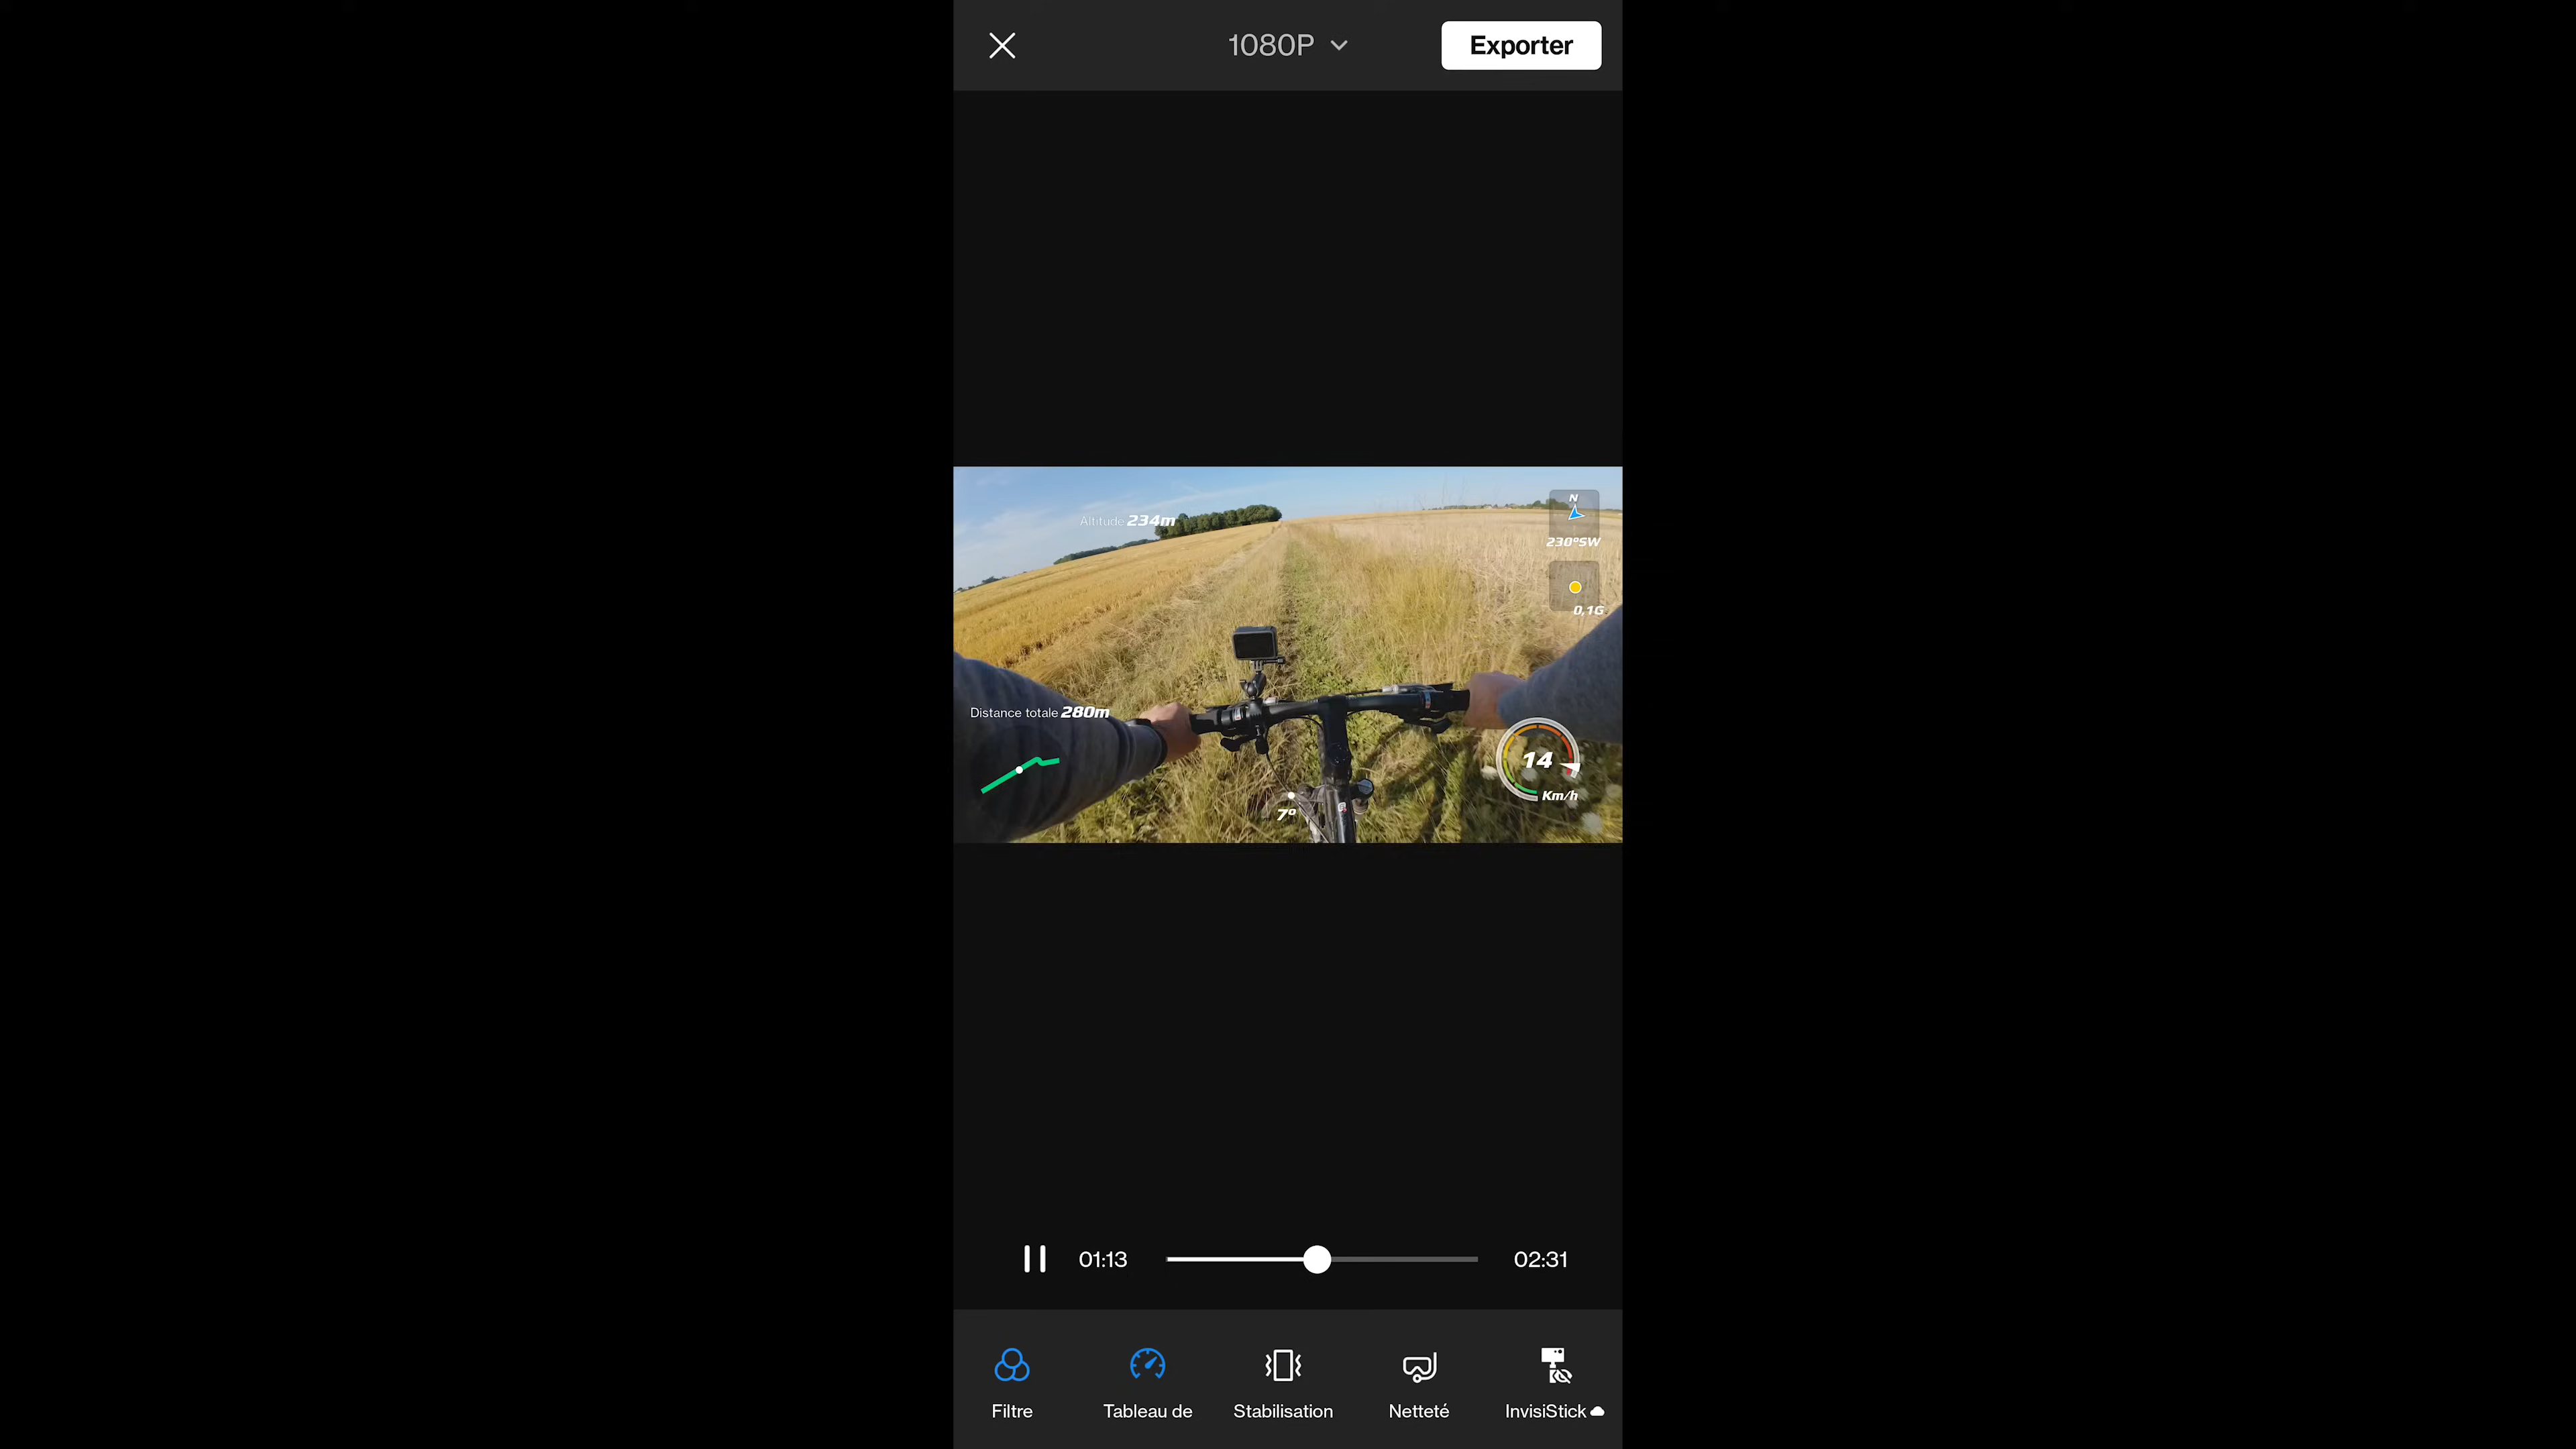 1080P
Exporter
Altitude 234m
N
230°SW
0,1G
Distance totale 280m
14
Km/h
7°
01:13
02:31
Filtre
Tableau de
Stabilisation
Netteté
InvisiStick